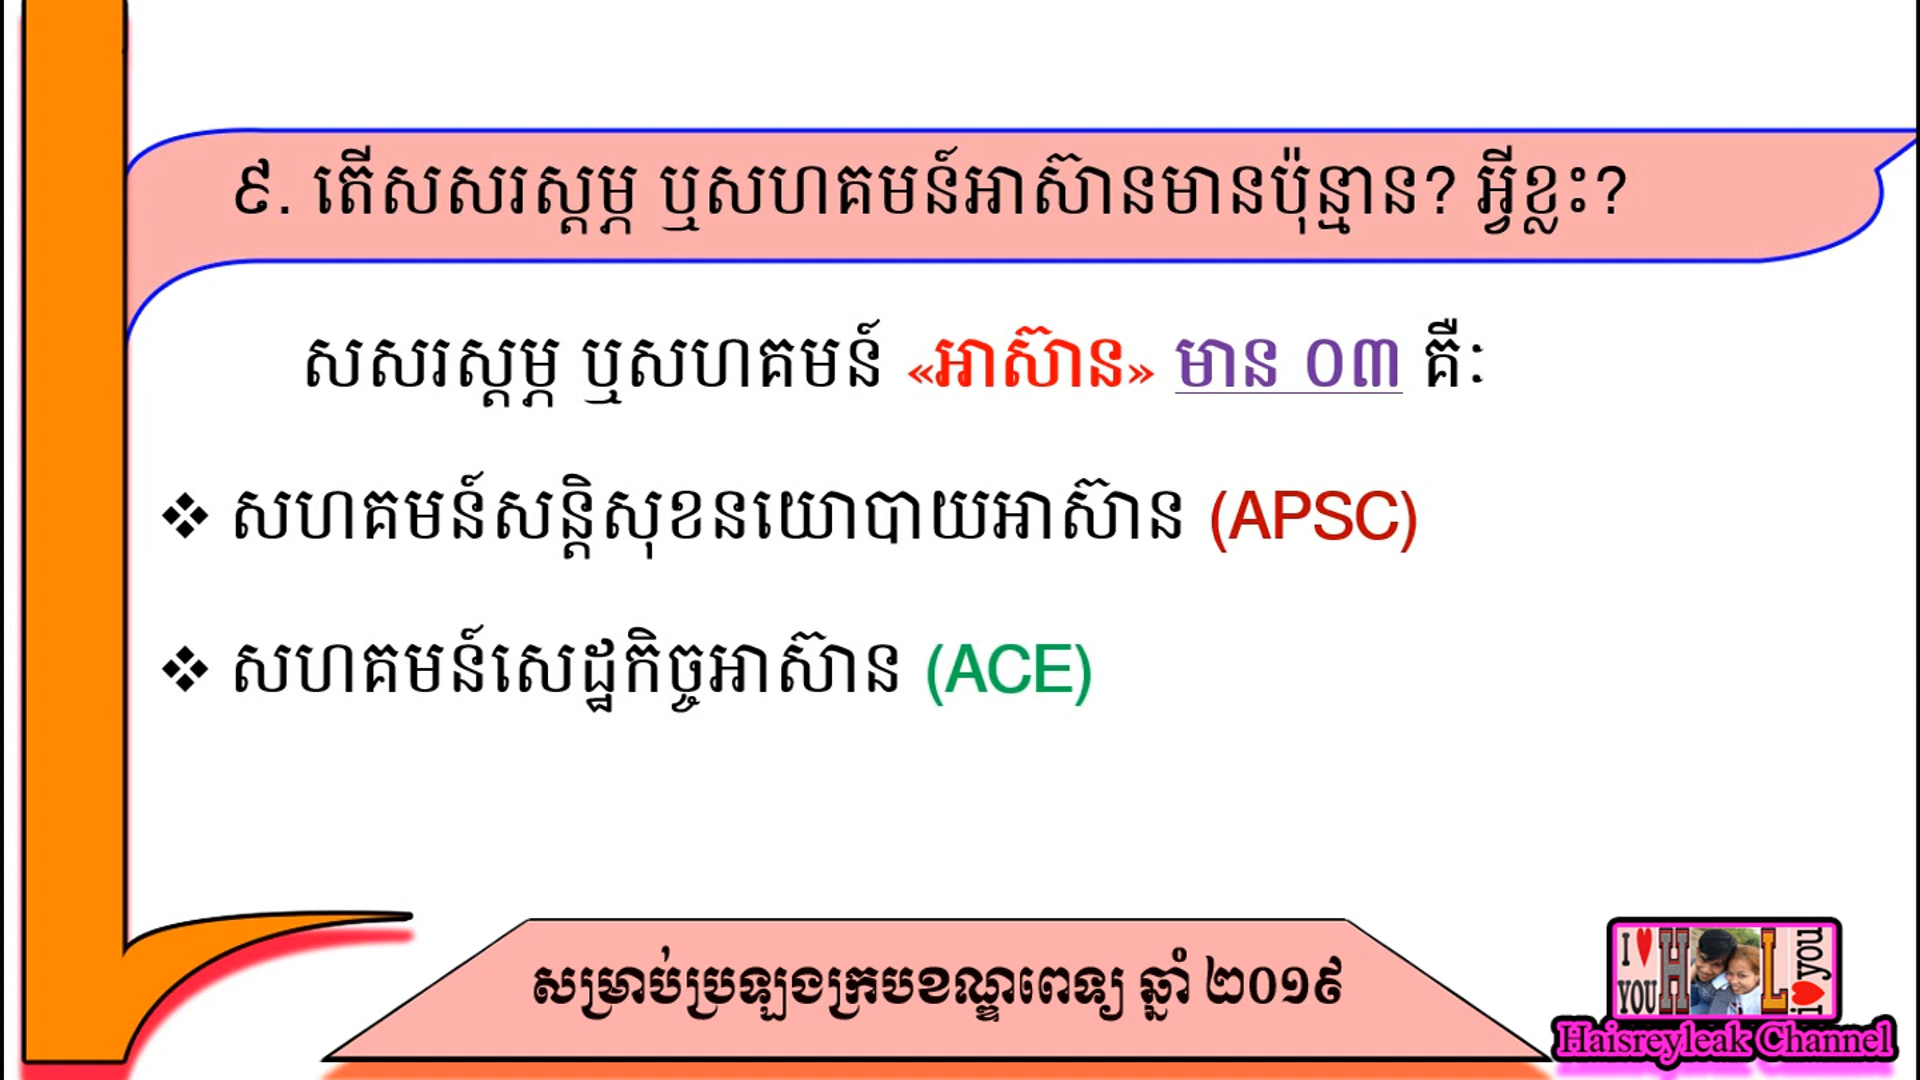 ៩. តើសសរស្តម្ភ ឬសហគមន៍អាស៊ានមានប៉ុន្មាន? អ្វីខ្លះ?
សសរស្តម្ភ ឬសហគមន៍ «អាស៊ាន» មាន ០៣ គឺៈ
❖ សហគមន៍សន្តិសុខនយោបាយអាស៊ាន (APSC)
❖ សហគមន៍សេដ្ឋកិច្ចអាស៊ាន (ACE)
សម្រាប់ប្រឡងក្របខណ្ឌពេទ្យ ឆ្នាំ ២០១៩
I ♥ YOU
H L
i ♥ you
Haisreyleak Channel